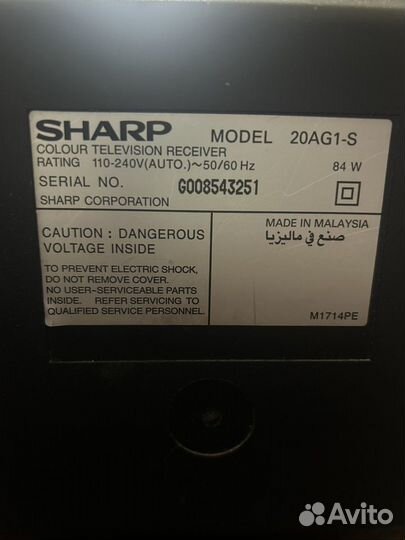 SHARP MODEL 20AG1-S
COLOUR TELEVISION RECEIVER
RATING 110-240V(AUTO.)~50/60 Hz 84 W
SERIAL NO. G008543251
SHARP CORPORATION
CAUTION : DANGEROUS
VOLTAGE INSIDE
TO PREVENT ELECTRIC SHOCK,
DO NOT REMOVE COVER.
NO USER-SERVICEABLE PARTS
INSIDE. REFER SERVICING TO
QUALIFIED SERVICE PERSONNEL.
MADE IN MALAYSIA
صنع في ماليزيا
M1714PE
Avito